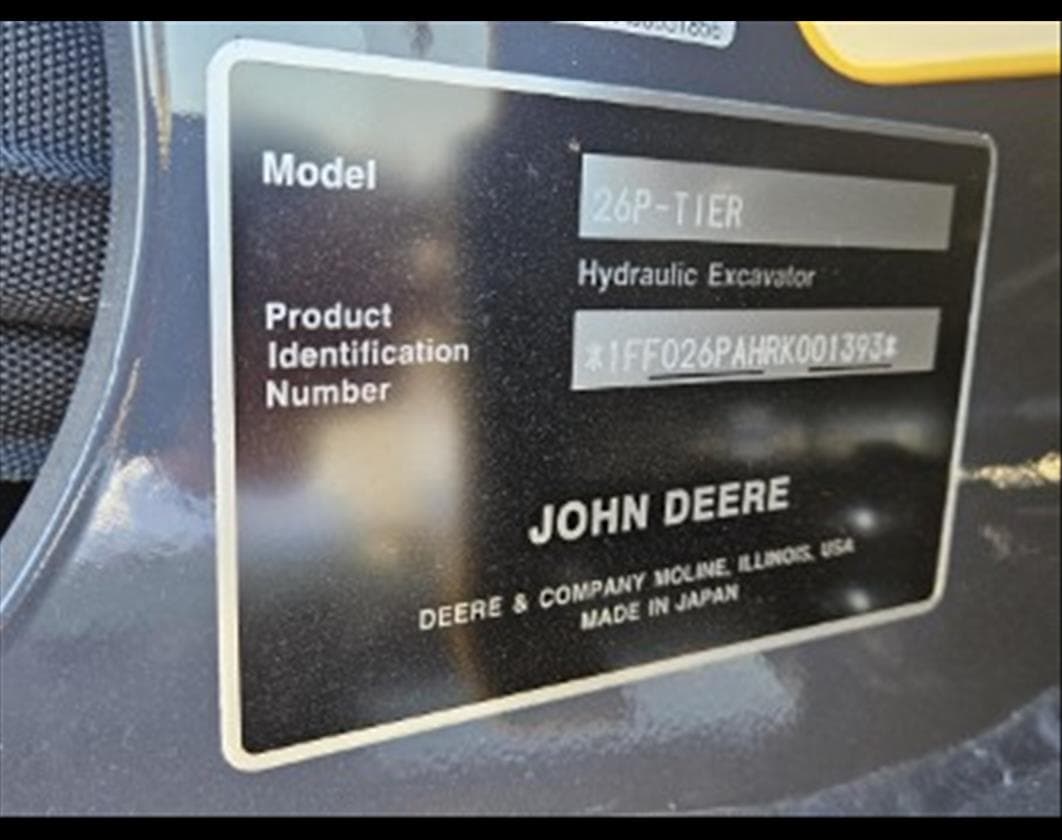 Model
26P-TIER
Hydraulic Excavator
Product
Identification
Number
*1FF026PAHRK001393*
JOHN DEERE
DEERE & COMPANY MOLINE, ILLINOIS, USA
MADE IN JAPAN